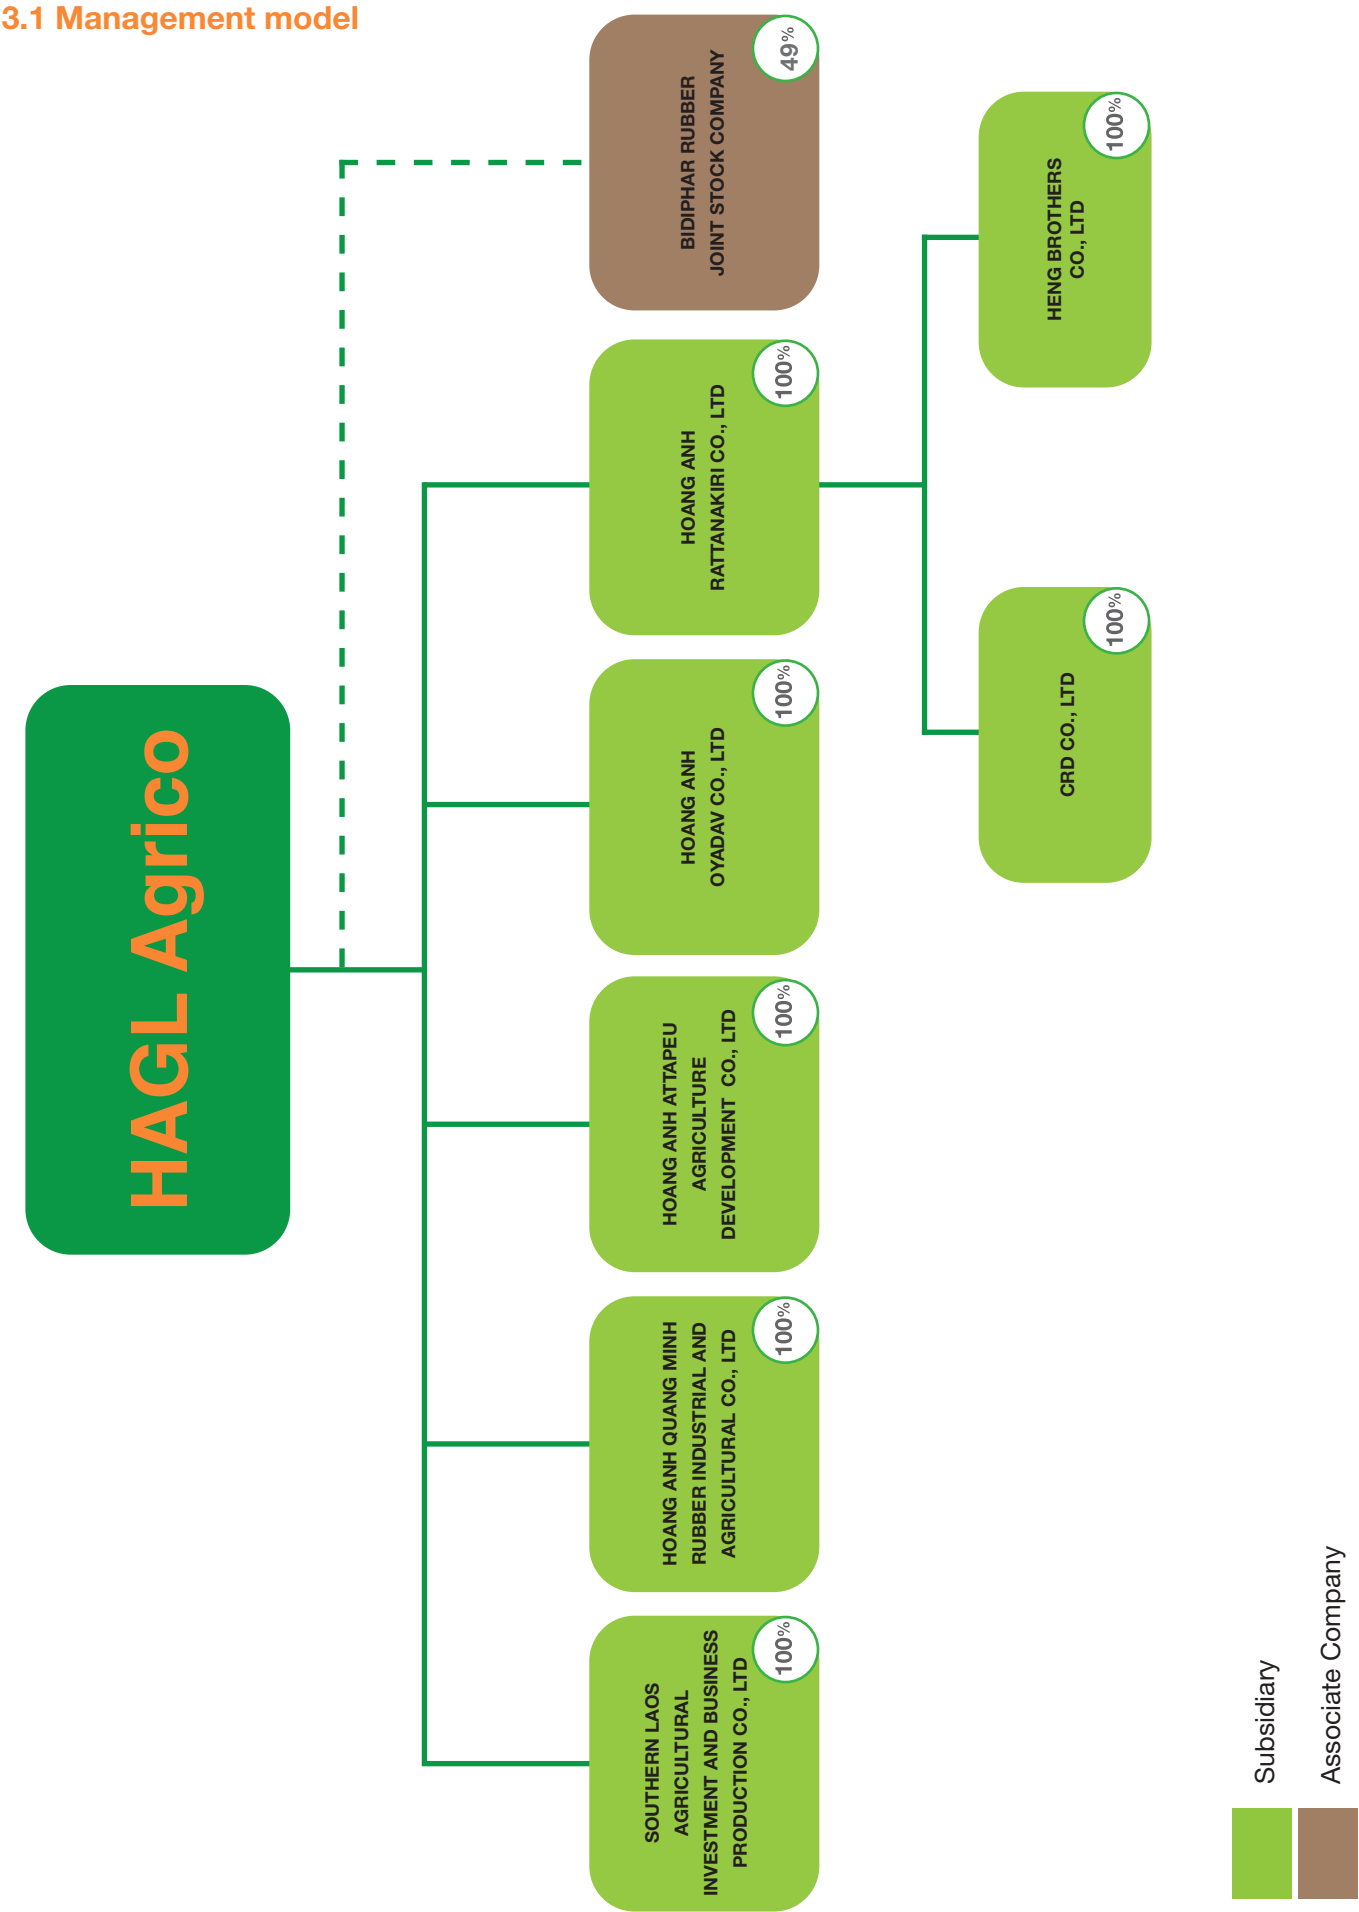 3.1 Management model
HAGL Agrico
SOUTHERN LAOS
AGRICULTURAL
INVESTMENT AND BUSINESS
PRODUCTION CO., LTD
100%
HOANG ANH QUANG MINH
RUBBER INDUSTRIAL AND
AGRICULTURAL CO., LTD
100%
HOANG ANH ATTAPEU
AGRICULTURE
DEVELOPMENT CO., LTD
100%
HOANG ANH
OYADAV CO., LTD
100%
HOANG ANH
RATTANAKIRI CO., LTD
100%
BIDIPHAR RUBBER
JOINT STOCK COMPANY
49%
CRD CO., LTD
100%
HENG BROTHERS
CO., LTD
100%
Subsidiary
Associate Company